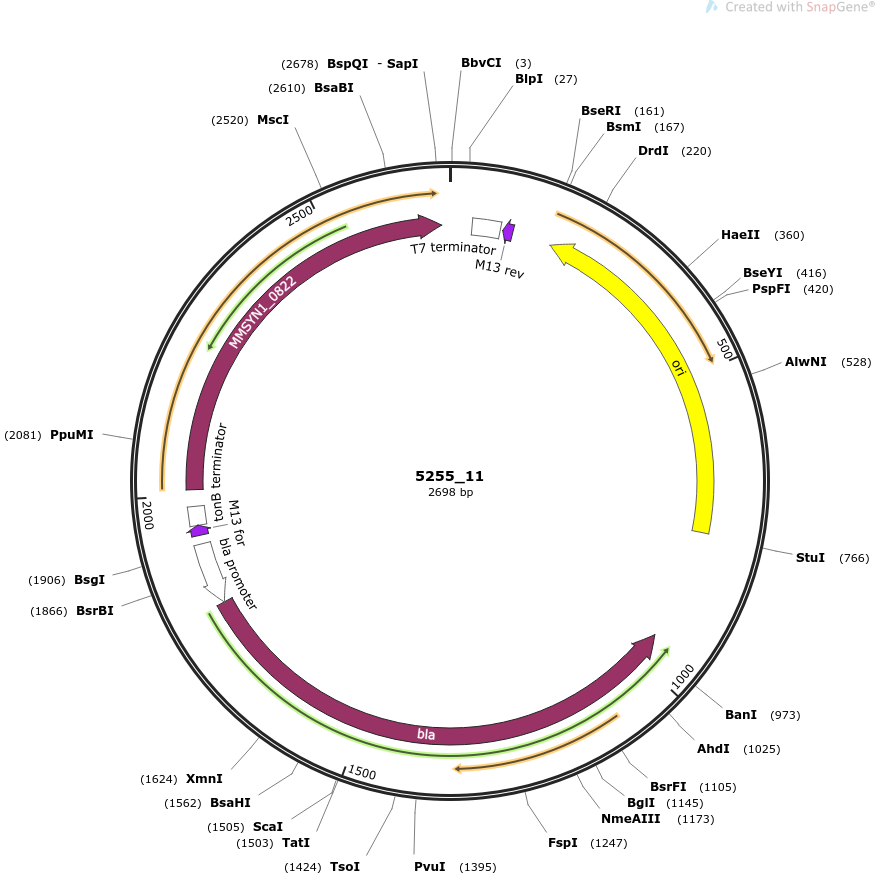 Created with SnapGene®
(2678) BspQI - SapI
BbvCI (3)
(2610) BsaBI
BlpI (27)
(2520) MscI
BseRI (161)
BsmI (167)
DrdI (220)
2500
HaeII (360)
T7 terminator
M13 rev
BseYI (416)
PspFI (420)
MMSYN1_0822
500
ori
AlwNI (528)
(2081) PpuMI
5255_11
2698 bp
tonB terminator
2000
M13 for
bla promoter
StuI (766)
(1906) BsgI
(1866) BsrBI
1000
BanI (973)
bla
AhdI (1025)
1500
(1624) XmnI
BsrFI (1105)
(1562) BsaHI
BglI (1145)
NmeAIII (1173)
(1505) ScaI
(1503) TatI
FspI (1247)
(1424) TsoI
PvuI (1395)